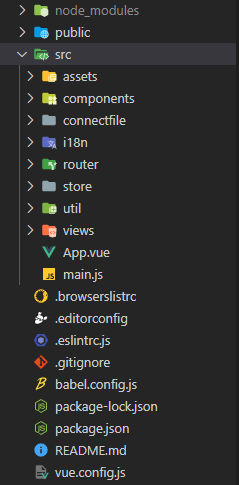 node_modules
public
src
assets
components
connectfile
i18n
router
store
util
views
App.vue
main.js
.browserslistrc
.editorconfig
.eslintrc.js
.gitignore
babel.config.js
package-lock.json
package.json
README.md
vue.config.js